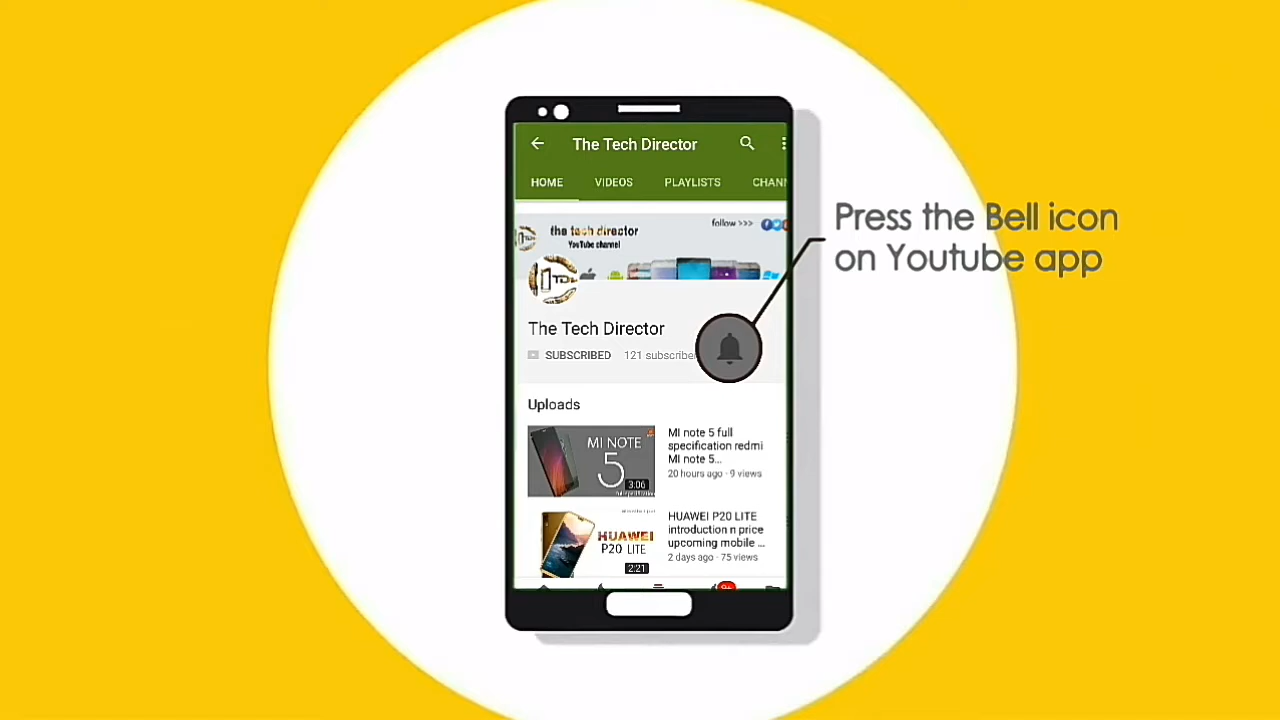 The Tech Director
HOME VIDEOS PLAYLISTS CHANN
follow >>>
the tech director
YouTube channel
Press the Bell icon
on Youtube app
The Tech Director
SUBSCRIBED 121 subscriber
Uploads
MI NOTE
5
3:06
MI note 5 full
specification redmi
MI note 5...
20 hours ago · 9 views
HUAWEI
P20 LITE
2:21
HUAWEI P20 LITE
introduction n price
upcoming mobile ...
2 days ago · 75 views
9+